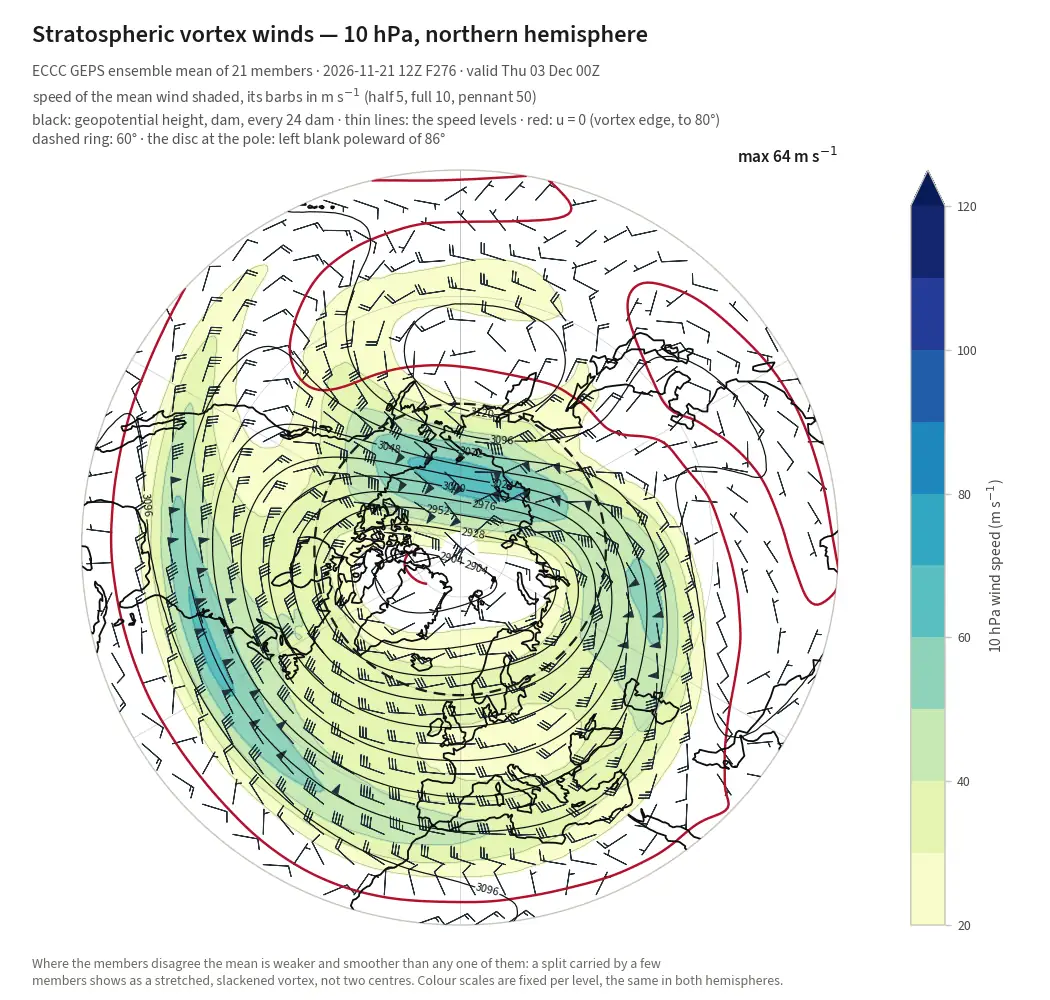 Stratospheric vortex winds — 10 hPa, northern hemisphere
ECCC GEPS ensemble mean of 21 members · 2026-11-21 12Z F276 · valid Thu 03 Dec 00Z
speed of the mean wind shaded, its barbs in m s⁻¹ (half 5, full 10, pennant 50)
black: geopotential height, dam, every 24 dam · thin lines: the speed levels · red: u = 0 (vortex edge, to 80°)
dashed ring: 60° · the disc at the pole: left blank poleward of 86°
max 64 m s⁻¹
120
100
80
60
40
20
10 hPa wind speed (m s⁻¹)
3120
3096
3048
2976
2952
2928
2904
2904
3096
3096
Where the members disagree the mean is weaker and smoother than any one of them: a split carried by a few
members shows as a stretched, slackened vortex, not two centres. Colour scales are fixed per level, the same in both hemispheres.